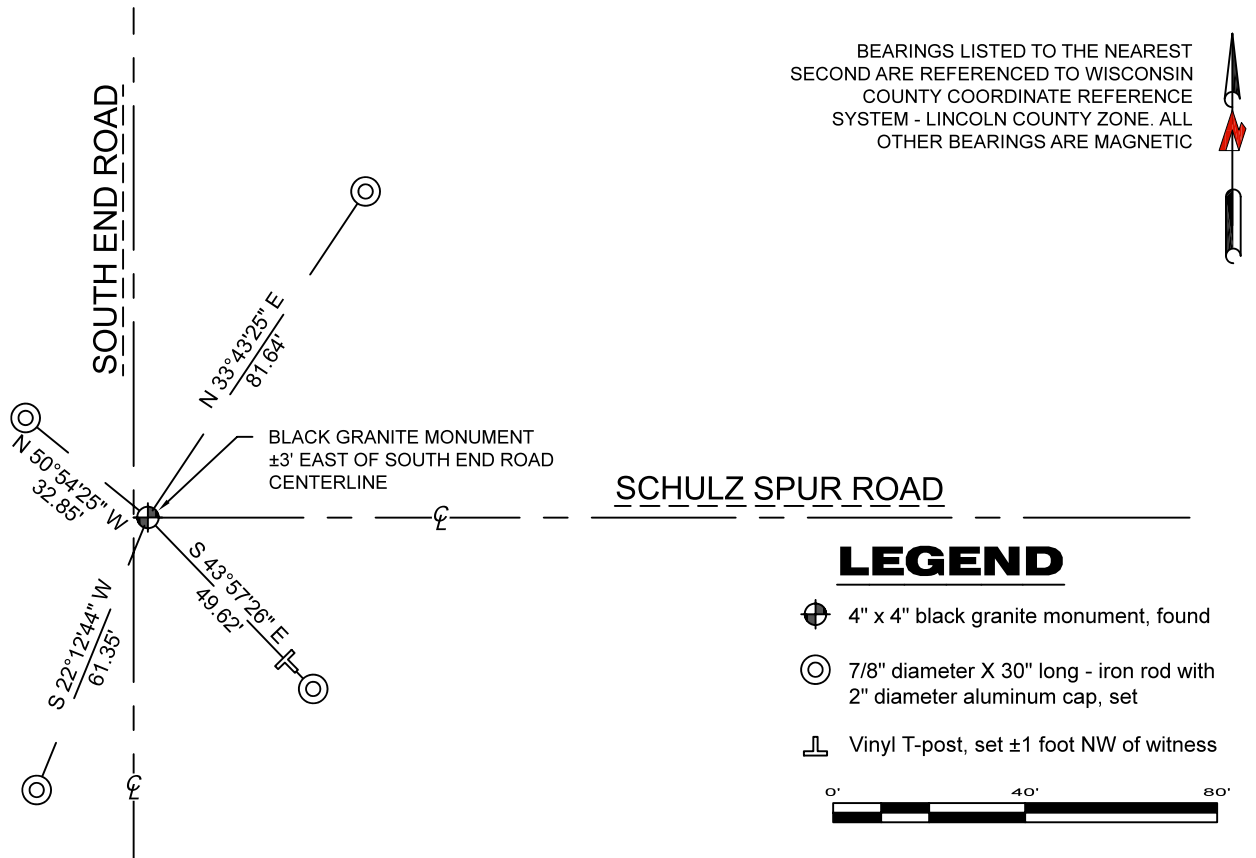 BEARINGS LISTED TO THE NEAREST
SECOND ARE REFERENCED TO WISCONSIN
COUNTY COORDINATE REFERENCE
SYSTEM - LINCOLN COUNTY ZONE. ALL
OTHER BEARINGS ARE MAGNETIC
N
SOUTH END ROAD
N 33°43'25" E
81.64'
BLACK GRANITE MONUMENT
±3' EAST OF SOUTH END ROAD
CENTERLINE
N 50°54'25" W
32.85'
SCHULZ SPUR ROAD
℄
S 43°57'26" E
49.62'
S 22°12'44" W
61.35'
℄
LEGEND
4" x 4" black granite monument, found
7/8" diameter X 30" long - iron rod with
2" diameter aluminum cap, set
Vinyl T-post, set ±1 foot NW of witness
0' 40' 80'